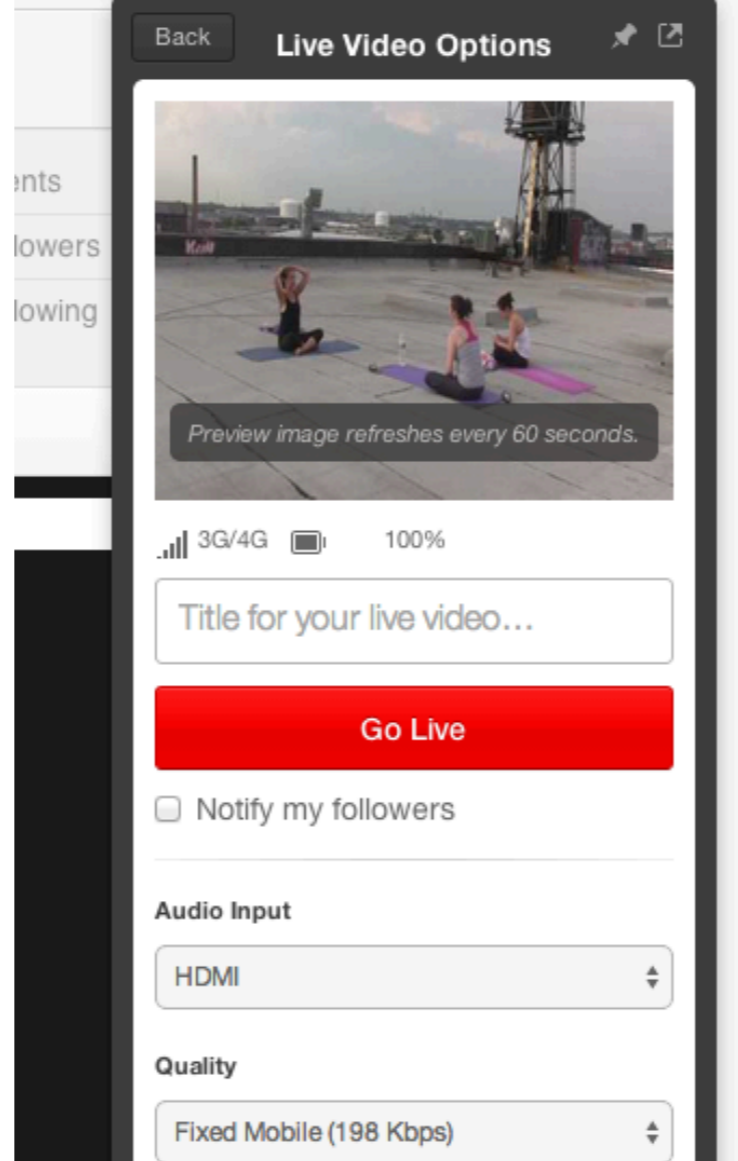 Back
Live Video Options
ents
lowers
lowing
Preview image refreshes every 60 seconds.
3G/4G
100%
Title for your live video...
Go Live
Notify my followers
Audio Input
HDMI
Quality
Fixed Mobile (198 Kbps)